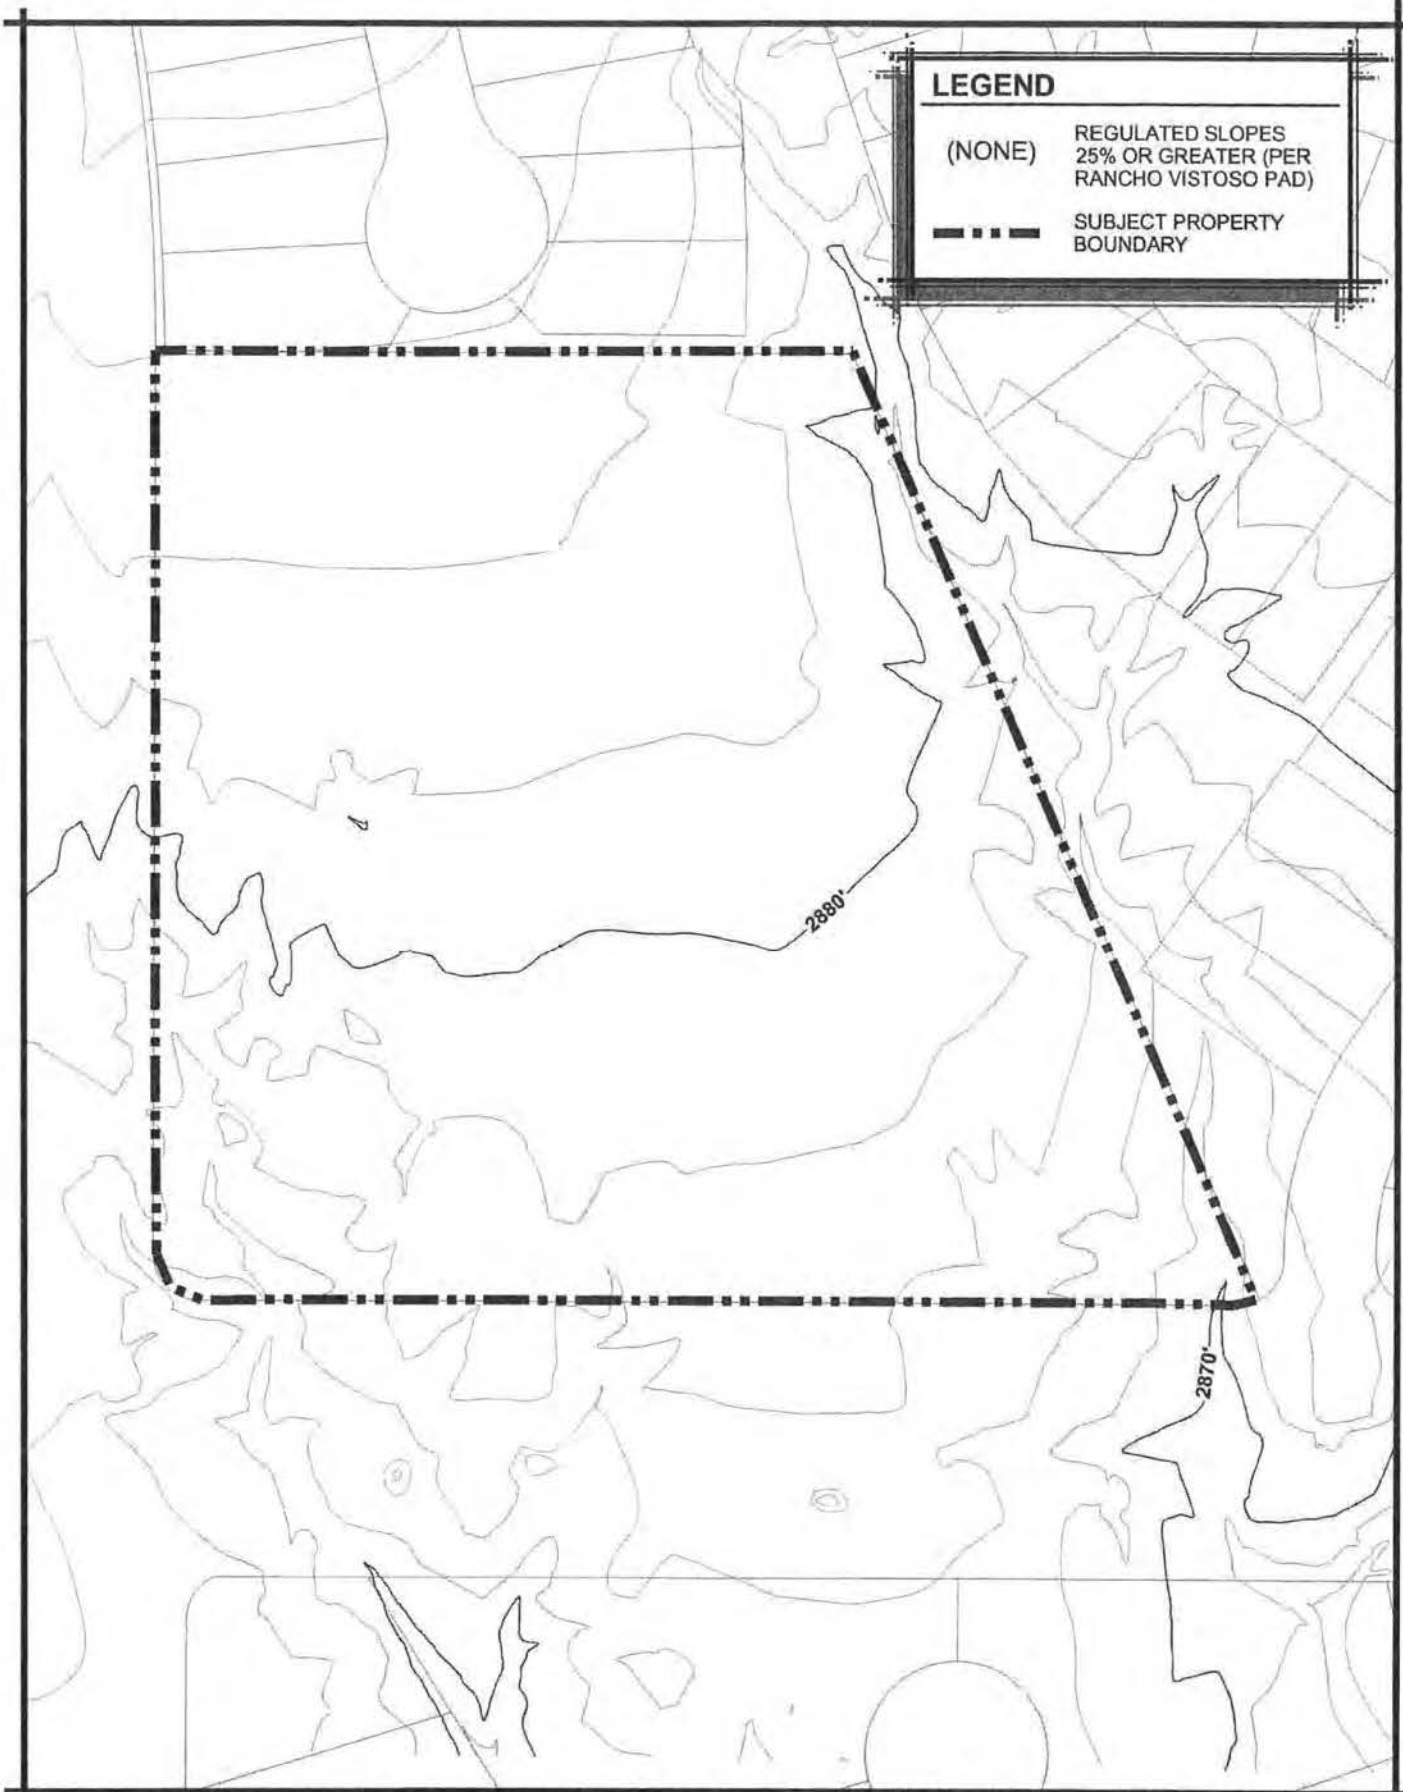 LEGEND
(NONE)
REGULATED SLOPES
25% OR GREATER (PER
RANCHO VISTOSO PAD)
SUBJECT PROPERTY
BOUNDARY
2880'
2870'